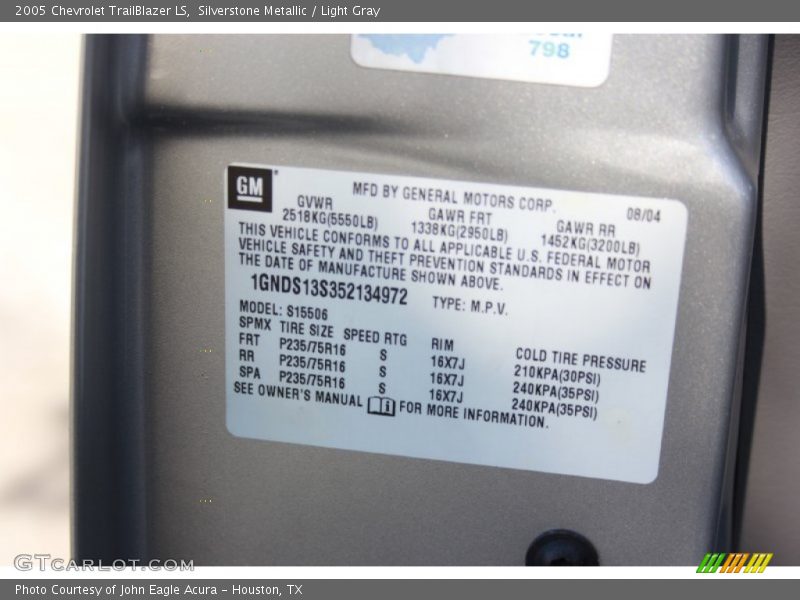 2005 Chevrolet TrailBlazer LS, Silverstone Metallic / Light Gray
798
GM
MFD BY GENERAL MOTORS CORP. 08/04
GVWR GAWR FRT GAWR RR
2518KG(5550LB) 1338KG(2950LB) 1452KG(3200LB)
THIS VEHICLE CONFORMS TO ALL APPLICABLE U.S. FEDERAL MOTOR
VEHICLE SAFETY AND THEFT PREVENTION STANDARDS IN EFFECT ON
THE DATE OF MANUFACTURE SHOWN ABOVE.
1GNDS13S352134972 TYPE: M.P.V.
MODEL: S15506
SPMX TIRE SIZE SPEED RTG RIM COLD TIRE PRESSURE
FRT P235/75R16 S 16X7J 210KPA(30PSI)
RR P235/75R16 S 16X7J 240KPA(35PSI)
SPA P235/75R16 S 16X7J 240KPA(35PSI)
SEE OWNER'S MANUAL FOR MORE INFORMATION.
GTcarlot.com
Photo Courtesy of John Eagle Acura - Houston, TX